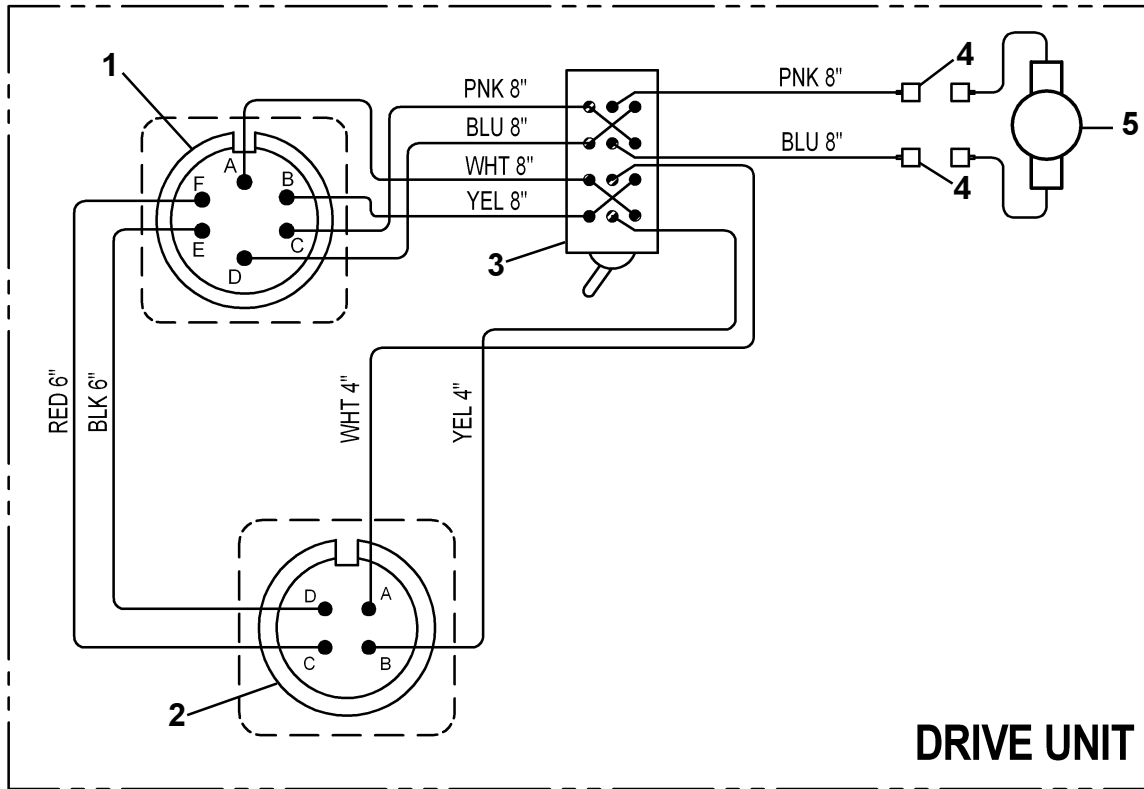 1
PNK 8"
BLU 8"
WHT 8"
YEL 8"
PNK 8"
BLU 8"
4
4
5
A
B
C
D
E
F
3
RED 6"
BLK 6"
WHT 4"
YEL 4"
D
A
C
B
2
DRIVE UNIT